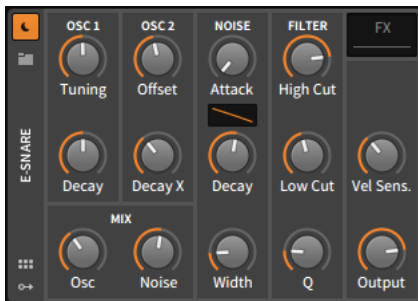 OSC 1 OSC 2 NOISE FILTER FX
Tuning Offset Attack High Cut
E-SNARE
Decay Decay X Decay Low Cut Vel Sens.
MIX
Osc Noise Width Q Output